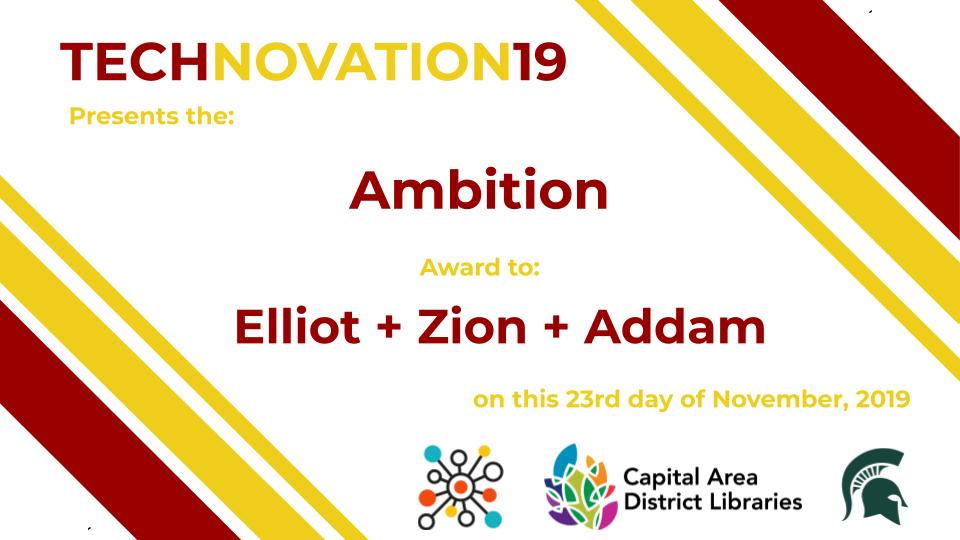 TECHNOVATION19
Presents the:
Ambition
Award to:
Elliot + Zion + Addam
on this 23rd day of November, 2019
Capital Area
District Libraries